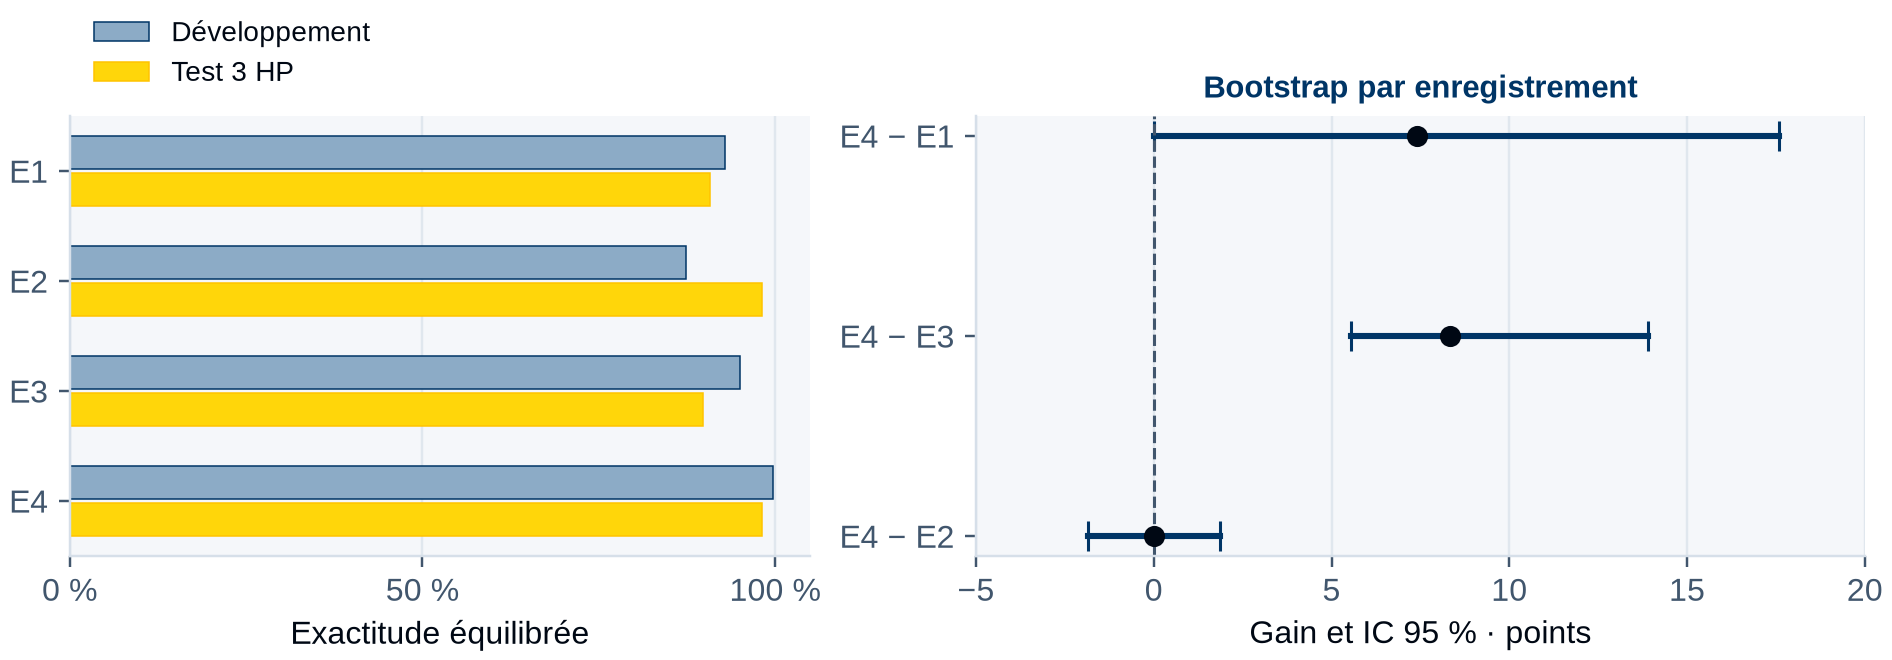 Développement
Test 3 HP
E1
E2
E3
E4
0 %
50 %
100 %
Exactitude équilibrée
Bootstrap par enregistrement
E4 − E1
E4 − E3
E4 − E2
−5
0
5
10
15
20
Gain et IC 95 % · points